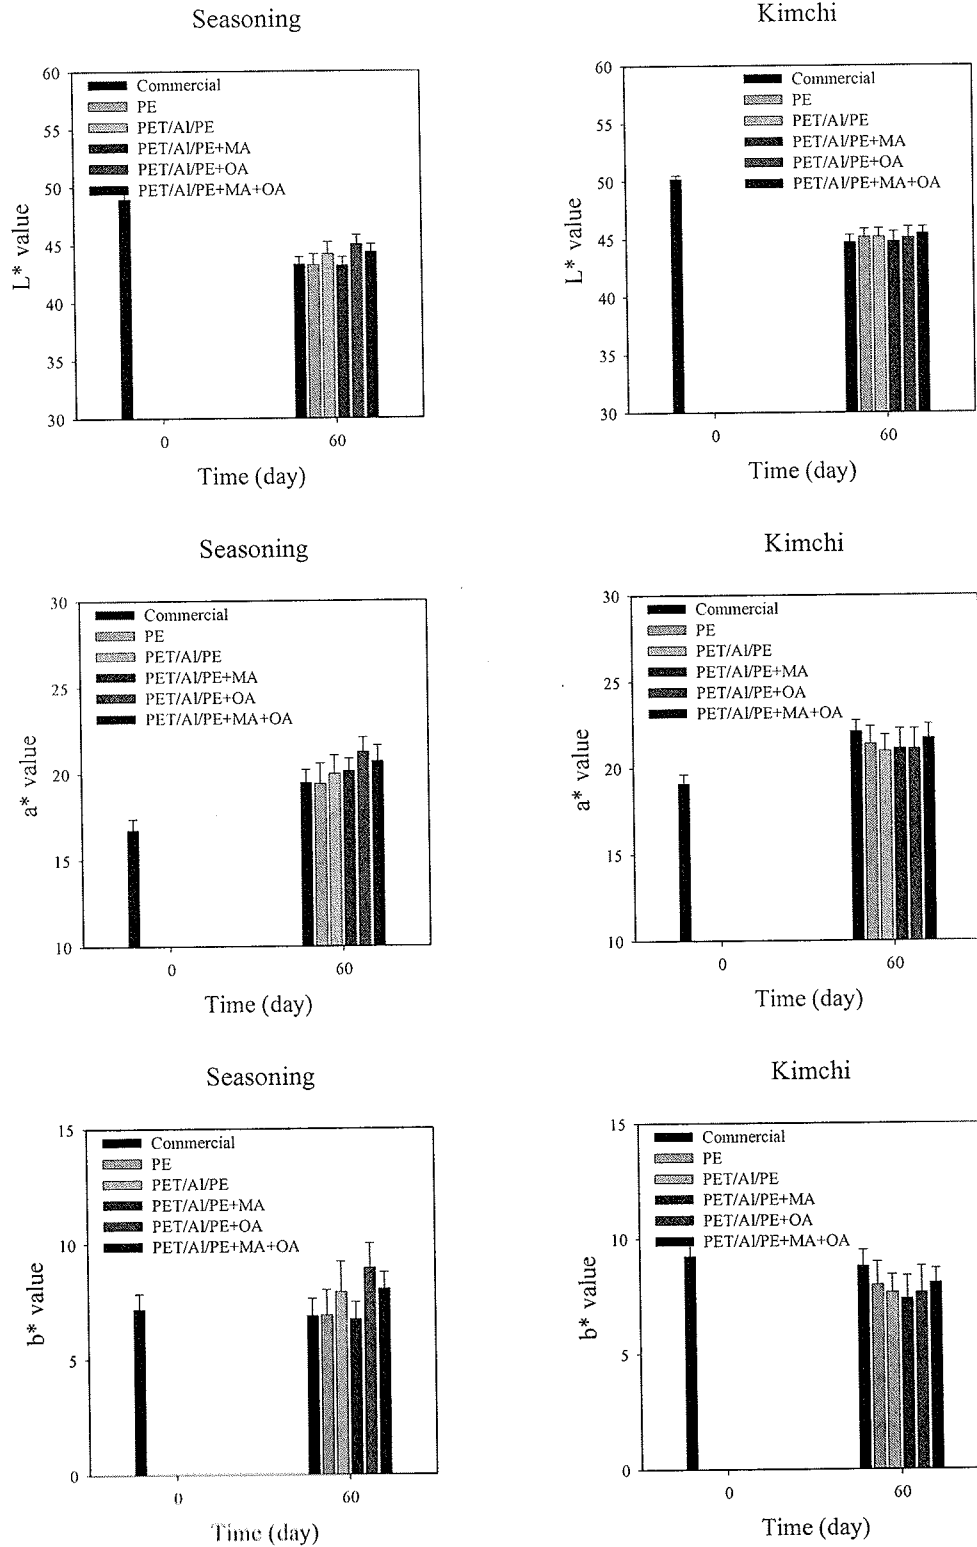 Seasoning
L* value
60
55
50
45
40
35
30
Commercial
PE
PET/Al/PE
PET/Al/PE+MA
PET/Al/PE+OA
PET/Al/PE+MA+OA
0
60
Time (day)
Kimchi
L* value
60
55
50
45
40
35
30
Commercial
PE
PET/Al/PE
PET/Al/PE+MA
PET/Al/PE+OA
PET/Al/PE+MA+OA
0
60
Time (day)
Seasoning
a* value
30
25
20
15
10
Commercial
PE
PET/Al/PE
PET/Al/PE+MA
PET/Al/PE+OA
PET/Al/PE+MA+OA
0
60
Time (day)
Kimchi
a* value
30
25
20
15
10
Commercial
PE
PET/Al/PE
PET/Al/PE+MA
PET/Al/PE+OA
PET/Al/PE+MA+OA
0
60
Time (day)
Seasoning
b* value
15
10
5
0
Commercial
PE
PET/Al/PE
PET/Al/PE+MA
PET/Al/PE+OA
PET/Al/PE+MA+OA
0
60
Time (day)
Kimchi
b* value
15
10
5
0
Commercial
PE
PET/Al/PE
PET/Al/PE+MA
PET/Al/PE+OA
PET/Al/PE+MA+OA
0
60
Time (day)